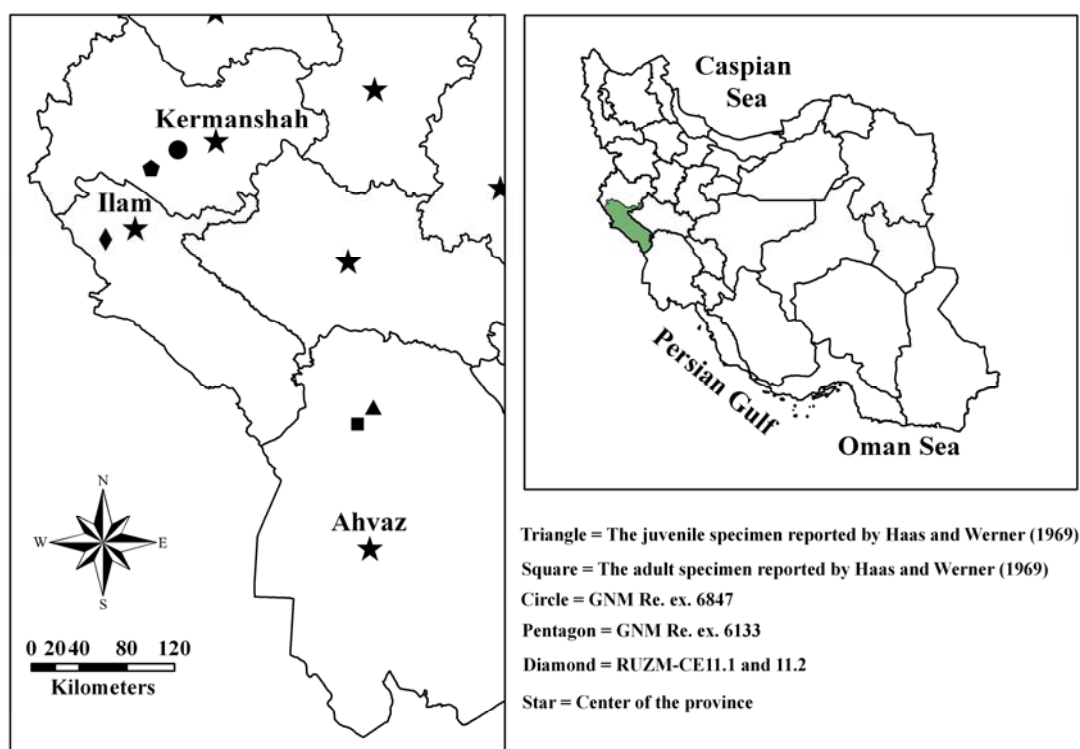 Kermanshah
Ilam
Ahvaz
N
W
E
S
0 20 40 80 120
Kilometers
Caspian
Sea
Persian Gulf
Oman Sea
Triangle = The juvenile specimen reported by Haas and Werner (1969)
Square = The adult specimen reported by Haas and Werner (1969)
Circle = GNM Re. ex. 6847
Pentagon = GNM Re. ex. 6133
Diamond = RUZM-CE11.1 and 11.2
Star = Center of the province